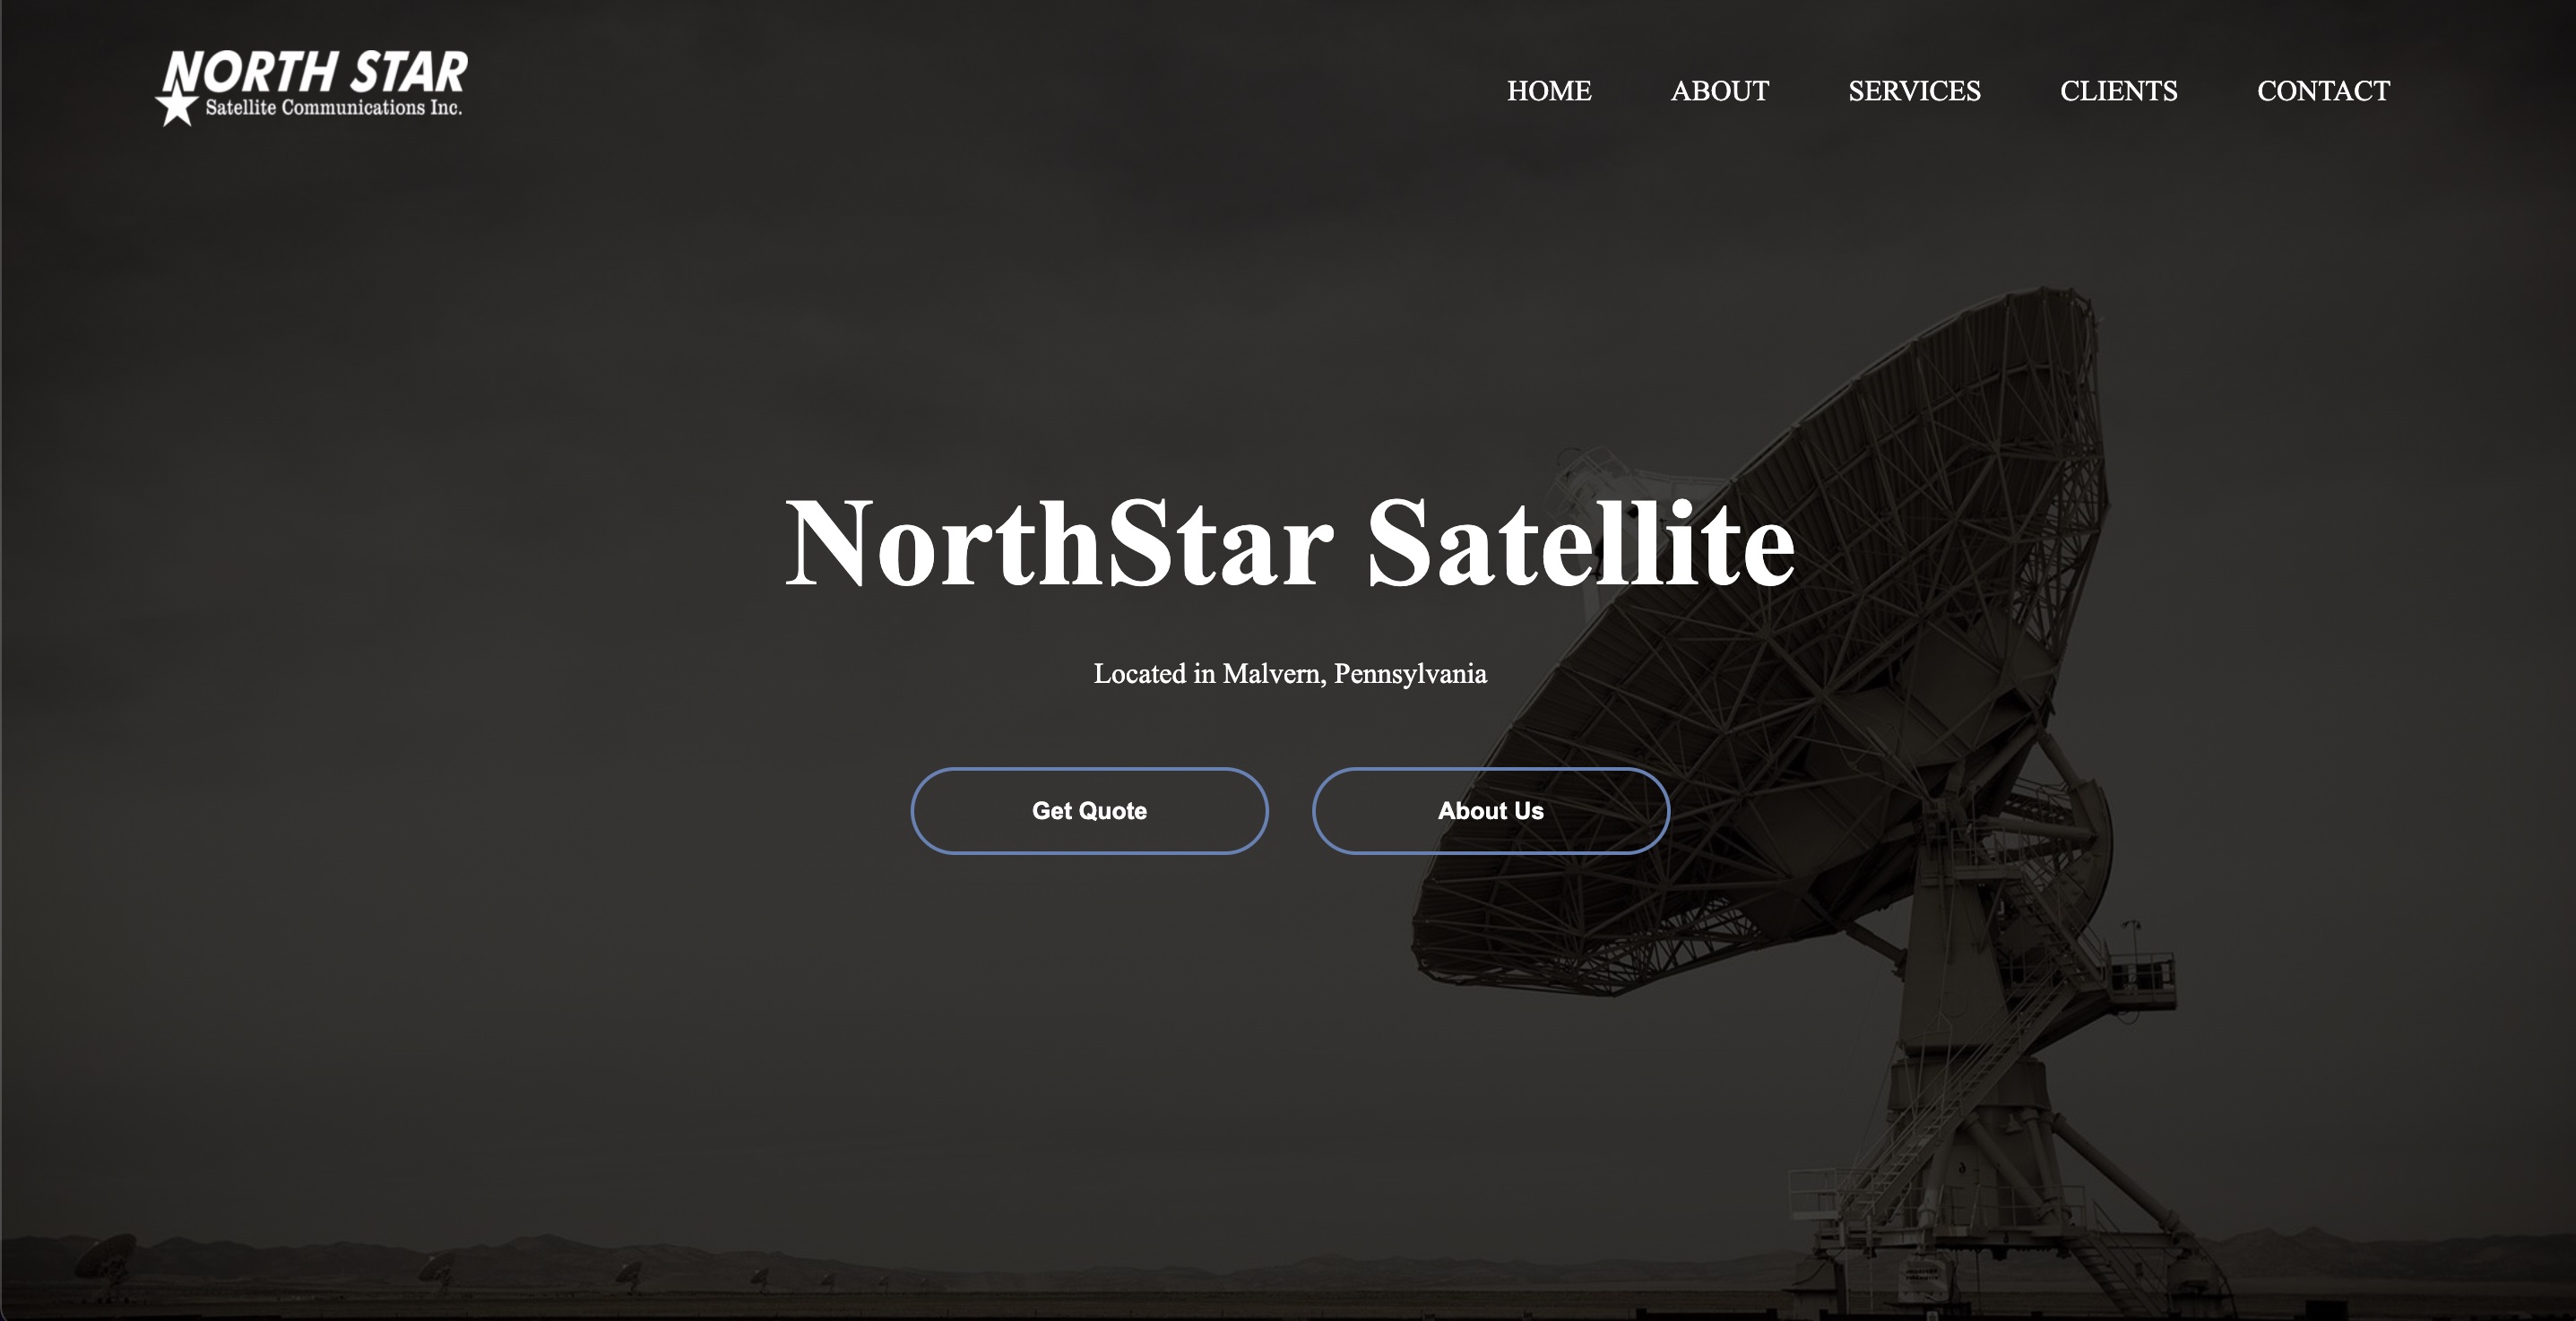 NORTH STAR
Satellite Communications Inc.
HOME ABOUT SERVICES CLIENTS CONTACT
NorthStar Satellite
Located in Malvern, Pennsylvania
Get Quote About Us